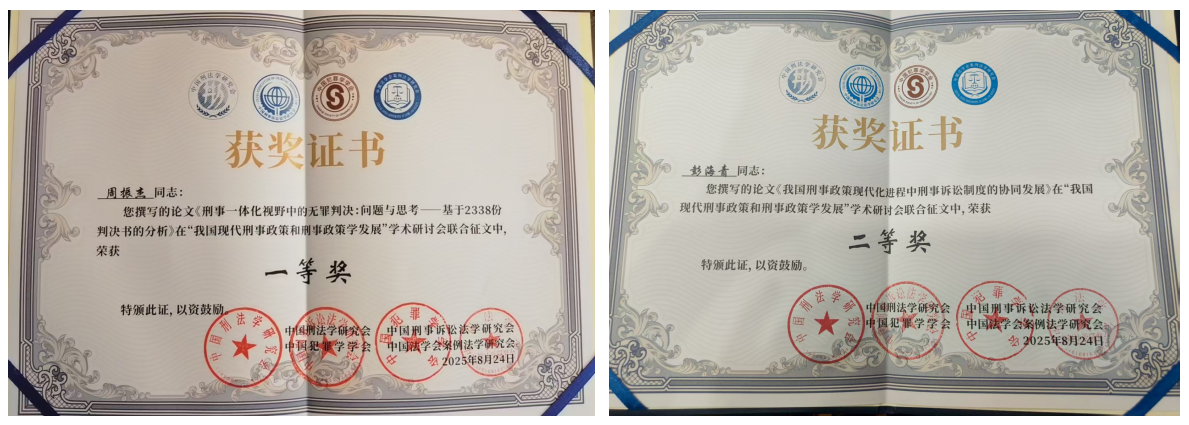 获奖证书
周振杰 同志：
您撰写的论文《刑事一体化视野中的无罪判决：问题与思考——基于2338份
判决书的分析》在“我国现代刑事政策和刑事政策学发展”学术研讨会联合征文中，
荣获
一等奖
特颁此证，以资鼓励。
中国刑法学研究会 中国刑事诉讼法学研究会
中国犯罪学学会 中国法学会案例法学研究会
2025年8月24日
获奖证书
彭海青 同志：
您撰写的论文《我国刑事政策现代化进程中刑事诉讼制度的协同发展》在“我国
现代刑事政策和刑事政策学发展”学术研讨会联合征文中，荣获
二等奖
特颁此证，以资鼓励。
中国刑法学研究会 中国刑事诉讼法学研究会
中国犯罪学学会 中国法学会案例法学研究会
2025年8月24日